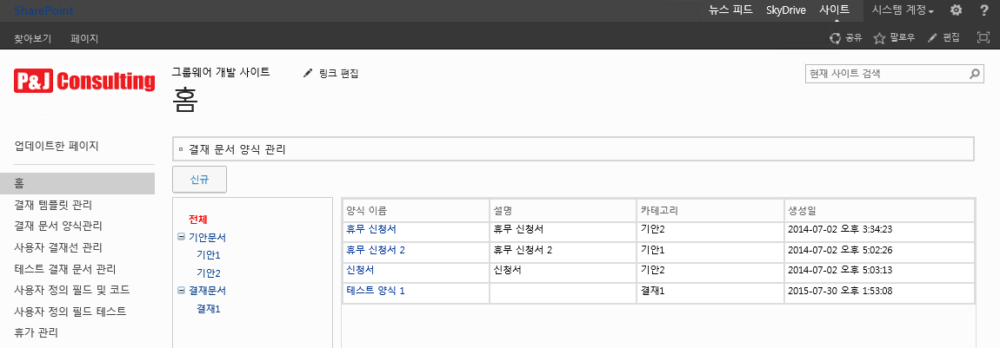 SharePoint 뉴스 피드 SkyDrive 사이트 시스템 계정 ?
찾아보기 페이지 공유 팔로우 편집
P&J Consulting
그룹웨어 개발 사이트 링크 편집 현재 사이트 검색
홈
업데이트한 페이지
홈
결재 템플릿 관리
결재 문서 양식관리
사용자 결재선 관리
테스트 결재 문서 관리
사용자 정의 필드 및 코드
사용자 정의 필드 테스트
휴가 관리
결재 문서 양식 관리
신규
전체
기안문서
기안1
기안2
결재문서
결재1
양식 이름 설명 카테고리 생성일
휴무 신청서 휴무 신청서 기안2 2014-07-02 오후 3:34:23
휴무 신청서 2 휴무 신청서 2 기안1 2014-07-02 오후 5:02:26
신청서 신청서 기안2 2014-07-02 오후 5:03:13
테스트 양식 1 결재1 2015-07-30 오후 1:53:08